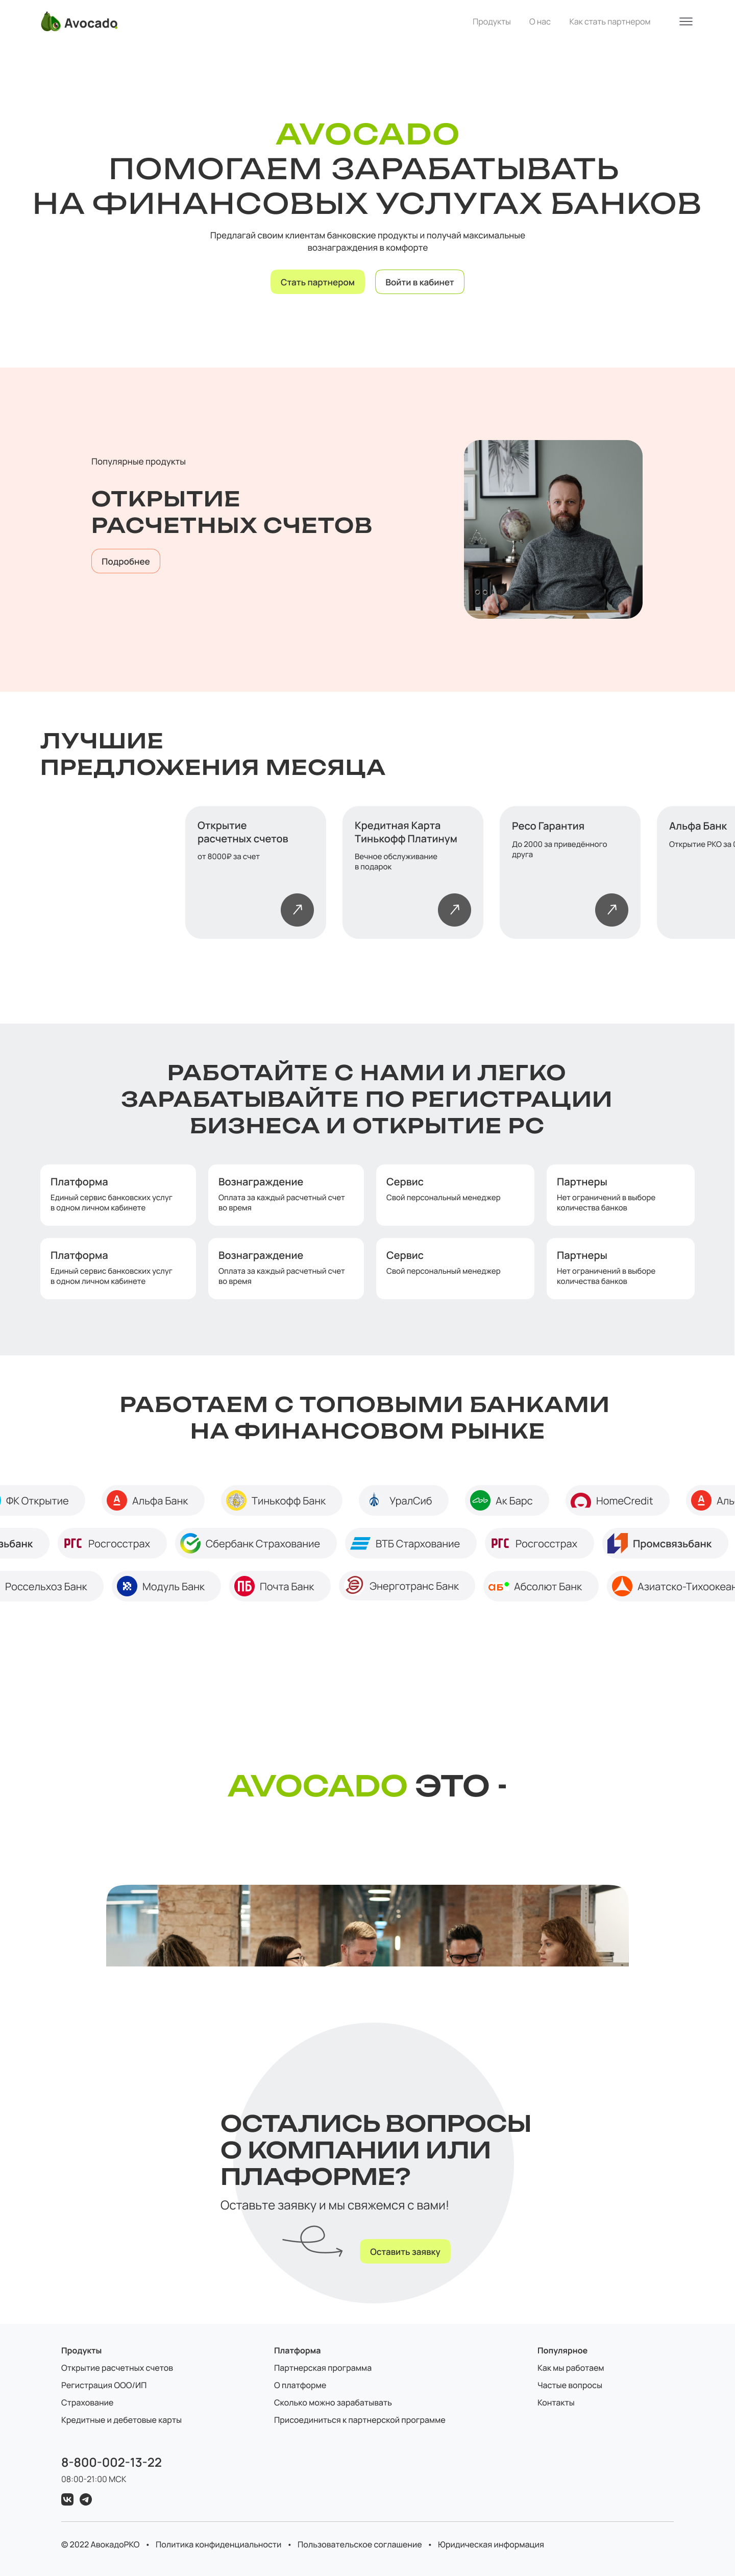 Avocado
Продукты
О нас
Как стать партнером
AVOCADO
ПОМОГАЕМ ЗАРАБАТЫВАТЬ
НА ФИНАНСОВЫХ УСЛУГАХ БАНКОВ
Предлагай своим клиентам банковские продукты и получай максимальные
вознаграждения в комфорте
Стать партнером
Войти в кабинет
Популярные продукты
ОТКРЫТИЕ
РАСЧЕТНЫХ СЧЕТОВ
Подробнее
ЛУЧШИЕ
ПРЕДЛОЖЕНИЯ МЕСЯЦА
Открытие
расчетных счетов
от 8000₽ за счет
Кредитная Карта
Тинькофф Платинум
Вечное обслуживание
в подарок
Ресо Гарантия
До 2000 за приведённого
друга
Альфа Банк
Открытие РКО за
РАБОТАЙТЕ С НАМИ И ЛЕГКО
ЗАРАБАТЫВАЙТЕ ПО РЕГИСТРАЦИИ
БИЗНЕСА И ОТКРЫТИЕ РС
Платформа
Единый сервис банковских услуг
в одном личном кабинете
Вознаграждение
Оплата за каждый расчетный счет
во время
Сервис
Свой персональный менеджер
Партнеры
Нет ограничений в выборе
количества банков
Платформа
Единый сервис банковских услуг
в одном личном кабинете
Вознаграждение
Оплата за каждый расчетный счет
во время
Сервис
Свой персональный менеджер
Партнеры
Нет ограничений в выборе
количества банков
РАБОТАЕМ С ТОПОВЫМИ БАНКАМИ
НА ФИНАНСОВОМ РЫНКЕ
ФК Открытие
Альфа Банк
Тинькофф Банк
УралСиб
Ак Барс
HomeCredit
Аль
зьбанк
РГС Росгосстрах
Сбербанк Страхование
ВТБ Стархование
РГС Росгосстрах
Промсвязьбанк
Россельхоз Банк
Модуль Банк
ПБ Почта Банк
Энерготранс Банк
аб Абсолют Банк
Азиатско-Тихоокеан
AVOCADO ЭТО -
ОСТАЛИСЬ ВОПРОСЫ
О КОМПАНИИ ИЛИ
ПЛАФОРМЕ?
Оставьте заявку и мы свяжемся с вами!
Оставить заявку
Продукты
Открытие расчетных счетов
Регистрация ООО/ИП
Страхование
Кредитные и дебетовые карты
Платформа
Партнерская программа
О платформе
Сколько можно зарабатывать
Присоединиться к партнерской программе
Популярное
Как мы работаем
Частые вопросы
Контакты
8-800-002-13-22
08:00-21:00 МСК
© 2022 АвокадоРКО • Политика конфиденциальности • Пользовательское соглашение • Юридическая информация